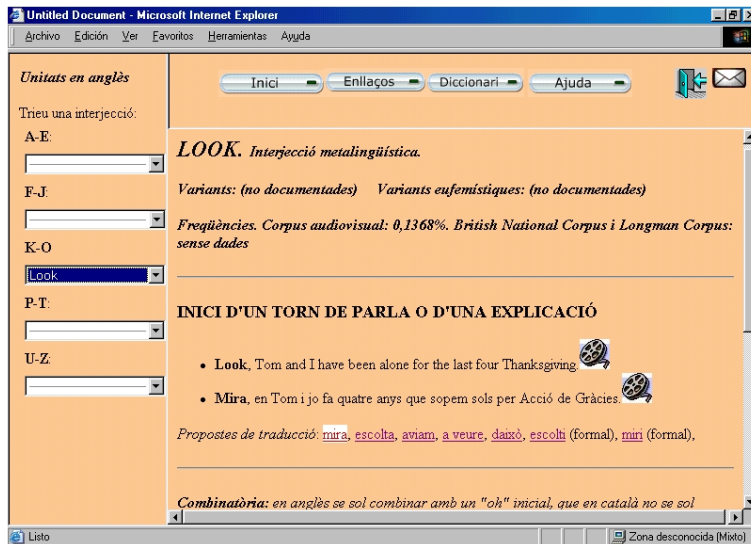 Untitled Document - Microsoft Internet Explorer
Archivo Edición Ver Favoritos Herramientas Ayuda
Unitats en anglès
Trieu una interjecció:
A-E:
F-J:
K-O
Look
P-T:
U-Z:
Inici Enllaços Diccionari Ajuda
LOOK. Interjecció metalingüística.
Variants: (no documentades) Variants eufemístiques: (no documentades)
Freqüències. Corpus audiovisual: 0,1368%. British National Corpus i Longman Corpus:
sense dades
INICI D'UN TORN DE PARLA O D'UNA EXPLICACIÓ
• Look, Tom and I have been alone for the last four Thanksgiving.
• Mira, en Tom i jo fa quatre anys que sopem sols per Acció de Gràcies.
Propostes de traducció: mira, escolta, aviam, a veure, daixò, escolti (formal), miri (formal),
Combinatòria: en anglès se sol combinar amb un "oh" inicial, que en català no se sol
Listo
Zona desconocida (Mixto)